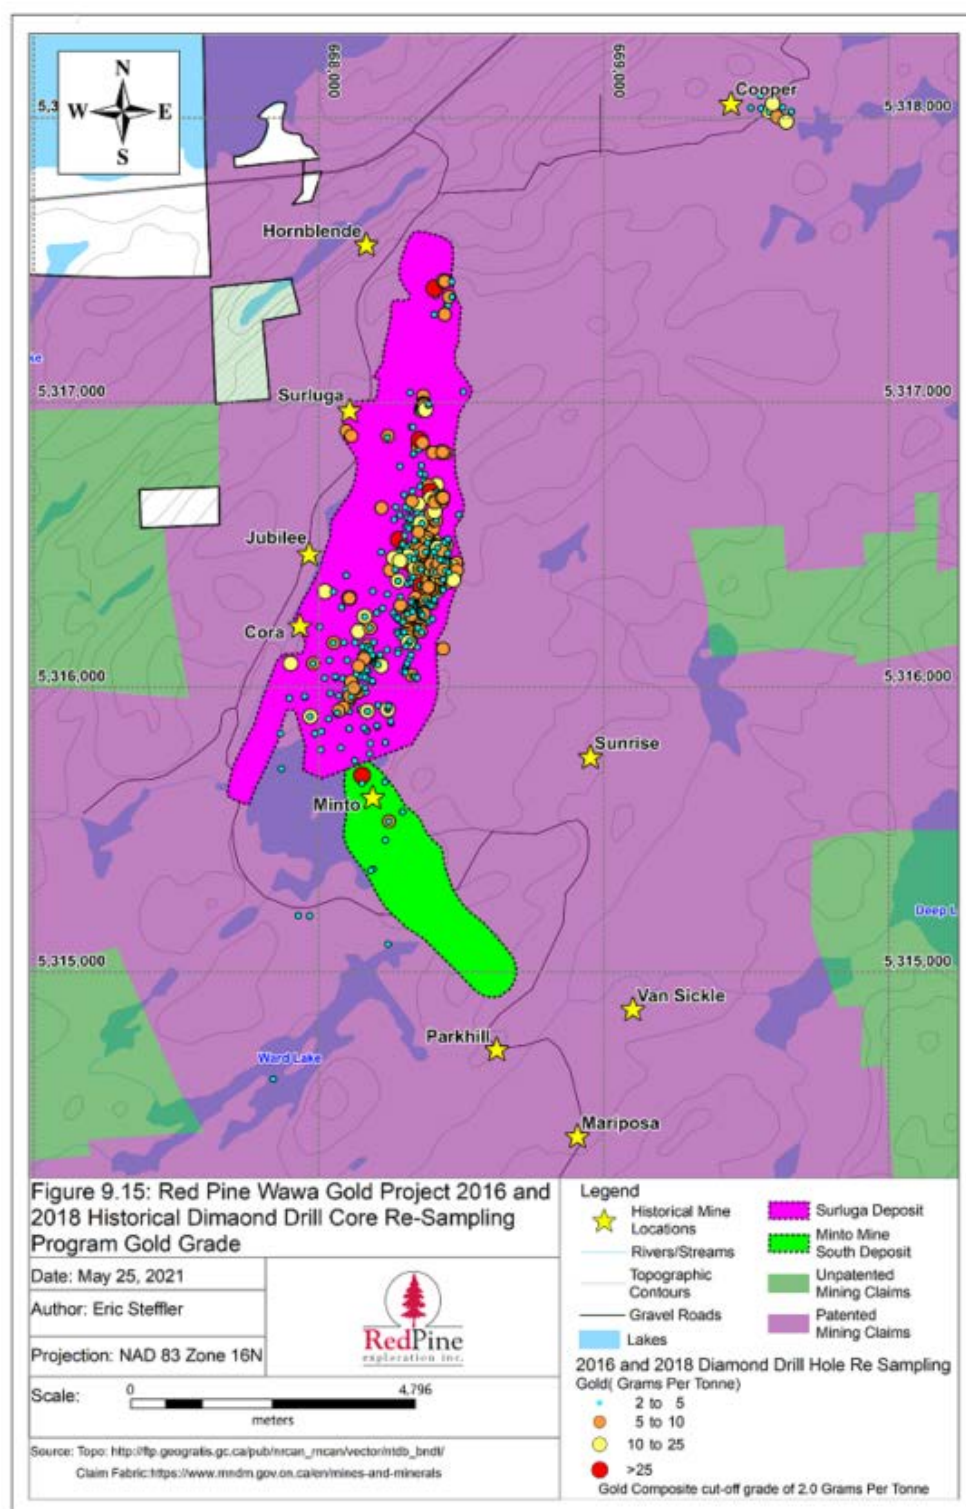 N
W E
S
668,000
669,000
Cooper
5,318,000
Hornblende
5,317,000
Surluga
5,317,000
Jubilee
Cora
5,316,000
5,316,000
Sunrise
Minto
Deep L
5,315,000
5,315,000
Van Sickle
Parkhill
Ward Lake
Mariposa
Figure 9.15: Red Pine Wawa Gold Project 2016 and
2018 Historical Dimaond Drill Core Re-Sampling
Program Gold Grade
Date: May 25, 2021
Author: Eric Steffler
Projection: NAD 83 Zone 16N
RedPine
exploration inc.
Scale:
0 4,796
meters
Source: Topo: http://ftp.geogratis.gc.ca/pub/nrcan_rncan/vector/ntdb_bndt/
Claim Fabric:https://www.mndm.gov.on.ca/en/mines-and-minerals
Legend
Historical Mine
Locations
Rivers/Streams
Topographic
Contours
Gravel Roads
Lakes
Surluga Deposit
Minto Mine
South Deposit
Unpatented
Mining Claims
Patented
Mining Claims
2016 and 2018 Diamond Drill Hole Re Sampling
Gold( Grams Per Tonne)
2 to 5
5 to 10
10 to 25
>25
Gold Composite cut-off grade of 2.0 Grams Per Tonne